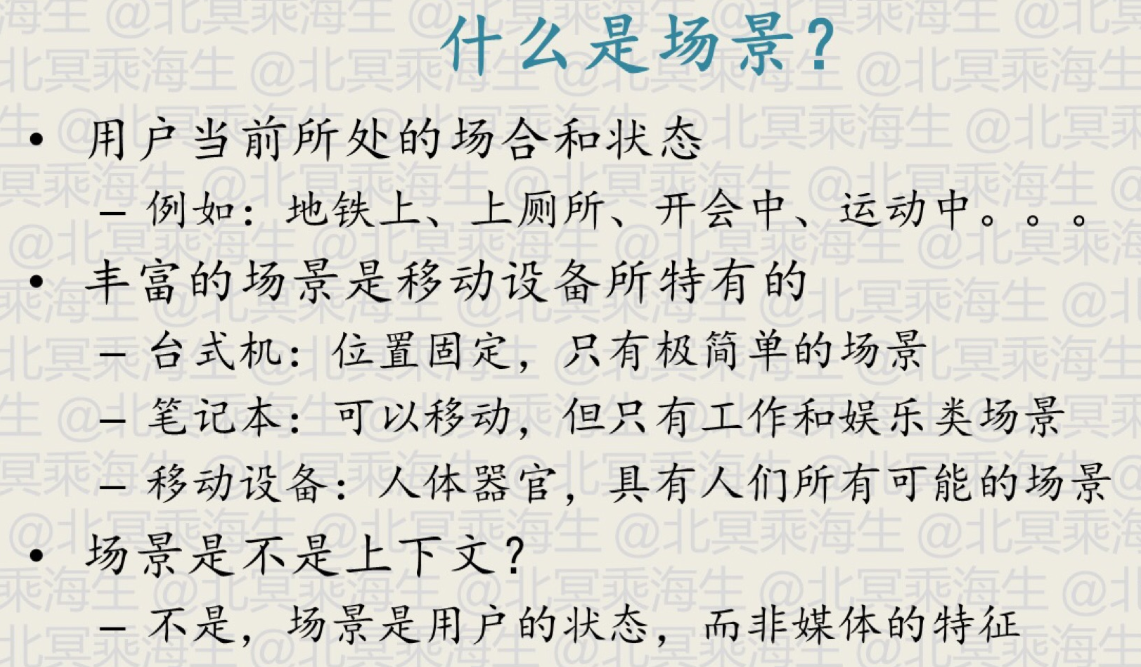 什么是场景?
• 用户当前所处的场合和状态
– 例如：地铁上、上厕所、开会中、运动中。。。
• 丰富的场景是移动设备所特有的
– 台式机：位置固定，只有极简单的场景
– 笔记本：可以移动，但只有工作和娱乐类场景
– 移动设备：人体器官，具有人们所有可能的场景
• 场景是不是上下文？
– 不是，场景是用户的状态，而非媒体的特征
@北冥乘海生